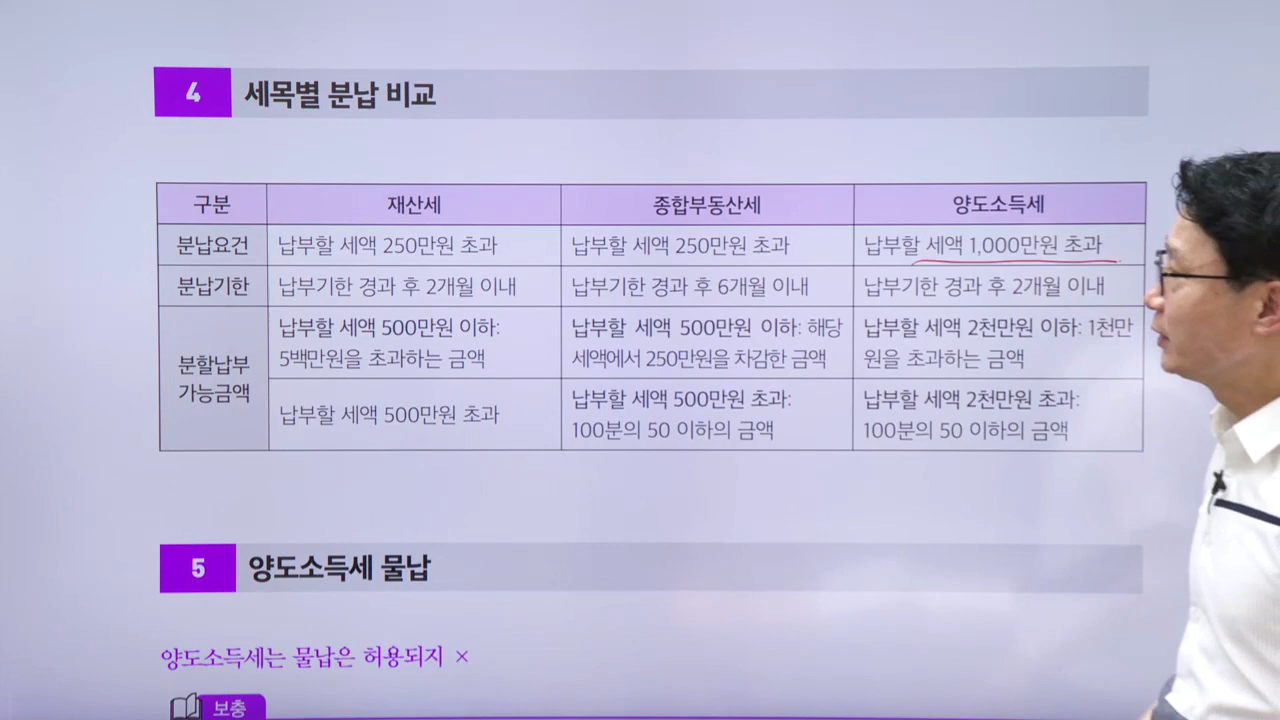 4 세목별 분납 비교
구분 재산세 종합부동산세 양도소득세
분납요건 납부할 세액 250만원 초과 납부할 세액 250만원 초과 납부할 세액 1,000만원 초과
분납기한 납부기한 경과 후 2개월 이내 납부기한 경과 후 6개월 이내 납부기한 경과 후 2개월 이내
분할납부
가능금액
납부할 세액 500만원 이하:
5백만원을 초과하는 금액
납부할 세액 500만원 이하: 해당
세액에서 250만원을 차감한 금액
납부할 세액 2천만원 이하: 1천만
원을 초과하는 금액
납부할 세액 500만원 초과
납부할 세액 500만원 초과:
100분의 50 이하의 금액
납부할 세액 2천만원 초과:
100분의 50 이하의 금액
5 양도소득세 물납
양도소득세는 물납은 허용되지 ×
보충